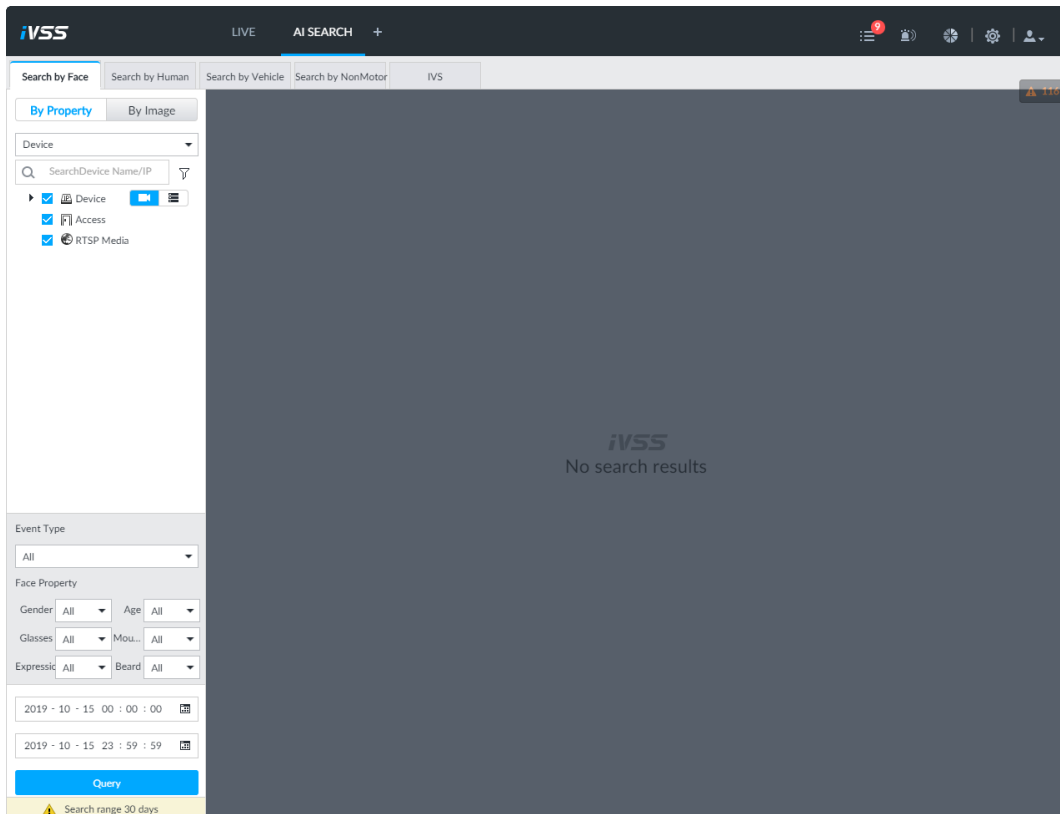 iVSS
LIVE
AI SEARCH
+
9
Search by Face
Search by Human
Search by Vehicle
Search by NonMotor
IVS
116
By Property
By Image
Device
SearchDevice Name/IP
Device
Access
RTSP Media
iVSS
No search results
Event Type
All
Face Property
Gender All Age All
Glasses All Mou... All
Expressic All Beard All
2019 - 10 - 15 00 : 00 : 00
2019 - 10 - 15 23 : 59 : 59
Query
Search range 30 days